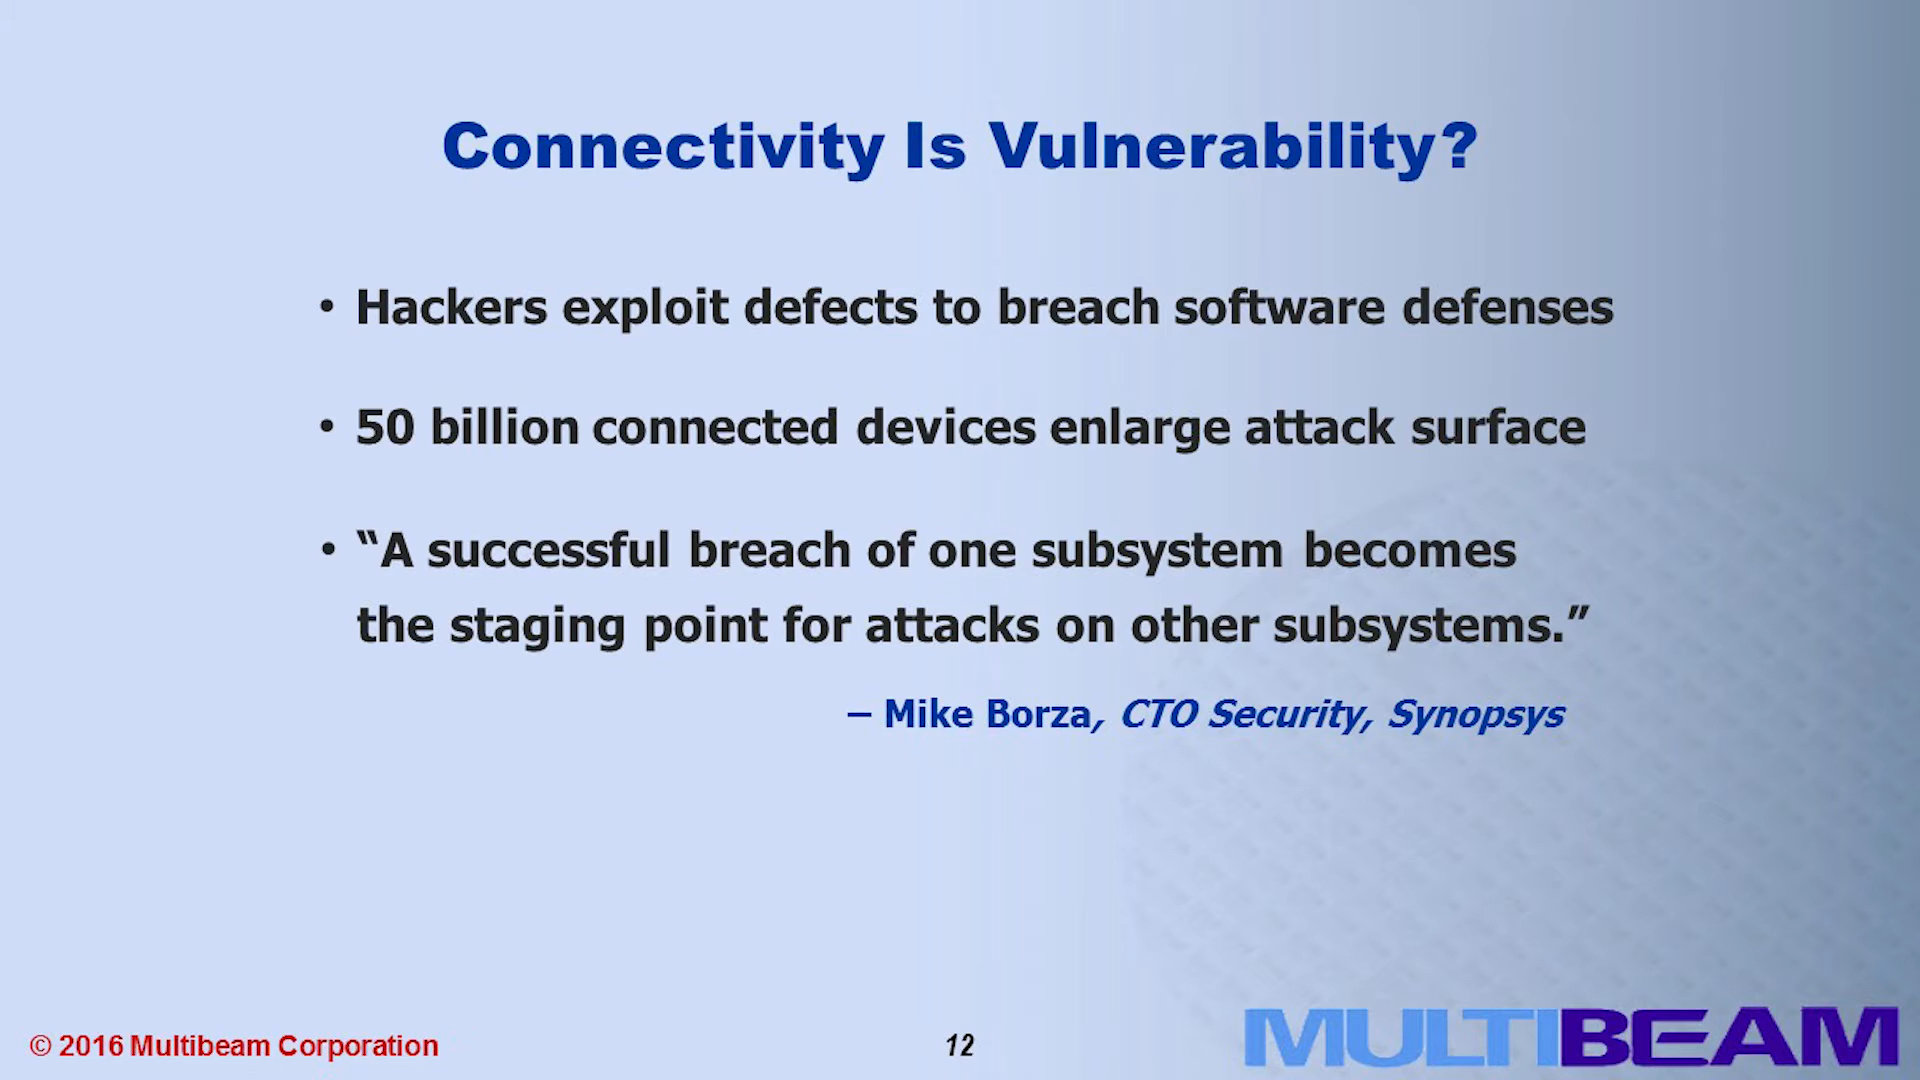 Connectivity Is Vulnerability?
• Hackers exploit defects to breach software defenses
• 50 billion connected devices enlarge attack surface
• “A successful breach of one subsystem becomes
the staging point for attacks on other subsystems.”
– Mike Borza, CTO Security, Synopsys
© 2016 Multibeam Corporation
12
MULTIBEAM